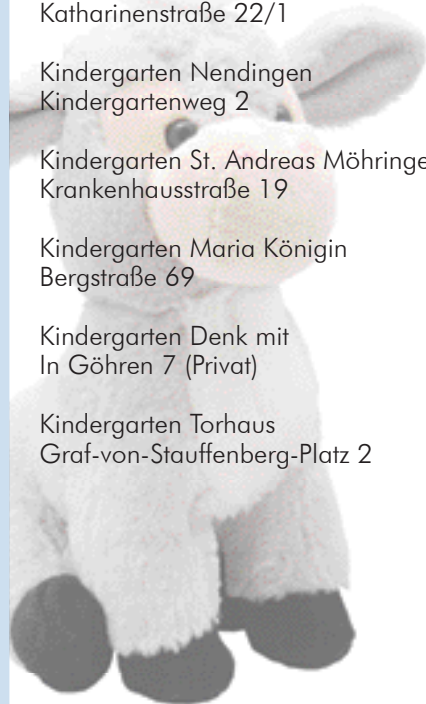 Katharinenstraße 22/1
Kindergarten Nendingen
Kindergartenweg 2
Kindergarten St. Andreas Möhringe
Krankenhausstraße 19
Kindergarten Maria Königin
Bergstraße 69
Kindergarten Denk mit
In Göhren 7 (Privat)
Kindergarten Torhaus
Graf-von-Stauffenberg-Platz 2